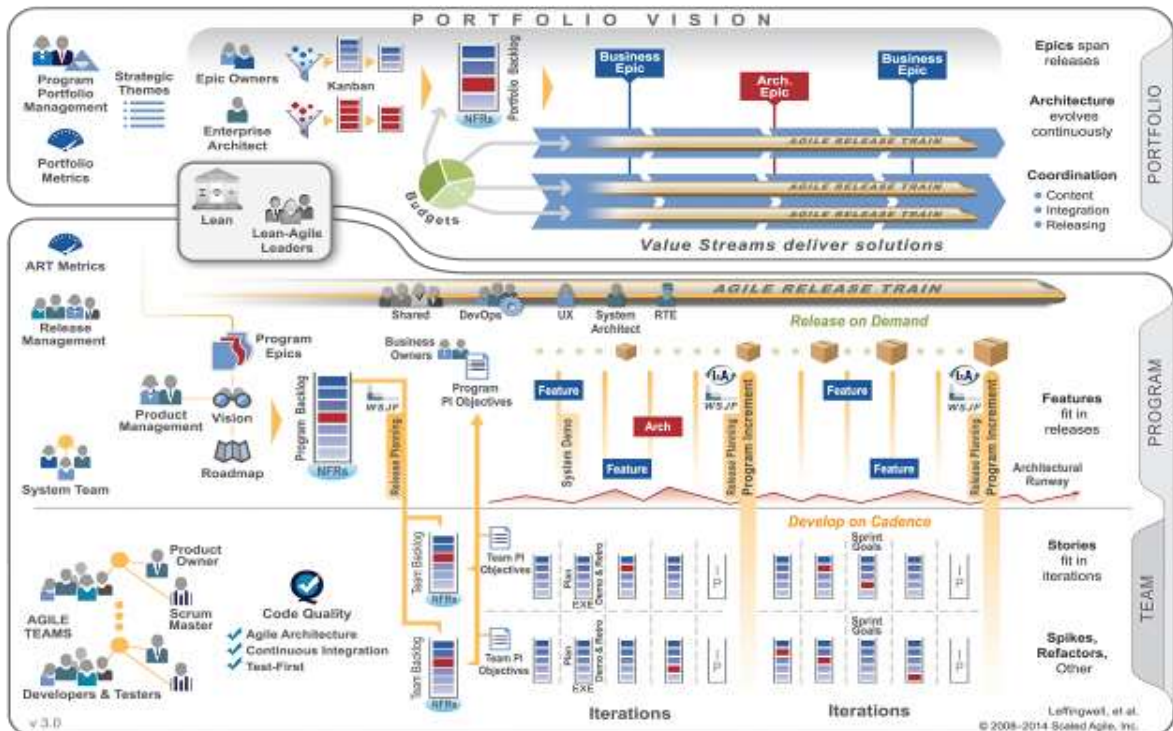 PORTFOLIO VISION
Program
Portfolio
Management
Strategic
Themes
Portfolio
Metrics
Epic Owners
Enterprise
Architect
Kanban
Portfolio Backlog
NFRs
Budgets
Business
Epic
Arch.
Epic
Business
Epic
AGILE RELEASE TRAIN
AGILE RELEASE TRAIN
AGILE RELEASE TRAIN
Value Streams deliver solutions
Epics span
releases
Architecture
evolves
continuously
Coordination
Content
Integration
Releasing
PORTFOLIO
Lean
Lean-Agile
Leaders
ART Metrics
Release
Management
System Team
AGILE RELEASE TRAIN
Shared
DevOps
UX
System
Architect
RTE
Release on Demand
Program
Epics
Product
Management
Vision
Roadmap
Program Backlog
NFRs
WSJF
Release Planning
Business
Owners
Program
PI Objectives
Feature
System Demo
Feature
Arch
WSJF
Release Planning
Program Increment
Feature
Feature
WSJF
Release Planning
Program Increment
Features
fit in
releases
Architectural
Runway
PROGRAM
Develop on Cadence
AGILE
TEAMS
Product
Owner
Scrum
Master
Developers & Testers
Code Quality
Agile Architecture
Continuous Integration
Test-First
Team Backlog
NFRs
Team PI
Objectives
Plan
EXE
Demo & Retro
I
P
Sprint
Goals
I
P
Team Backlog
NFRs
Team PI
Objectives
Plan
EXE
Demo & Retro
I
P
Sprint
Goals
I
P
Iterations
Iterations
Stories
fit in
iterations
Spikes,
Refactors,
Other
TEAM
v 3.0
Leffingwell, et al.
© 2008–2014 Scaled Agile, Inc.